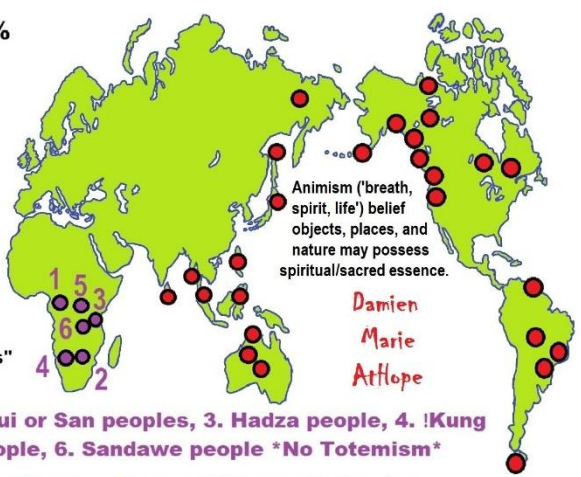 %
Animism ('breath,
spirit, life') belief
objects, places, and
nature may possess
spiritual/sacred essence.
Damien
Marie
AtHope
1
5
3
6
4
2
s"
ui or San peoples, 3. Hadza people, 4. !Kung
ople, 6. Sandawe people *No Totemism*